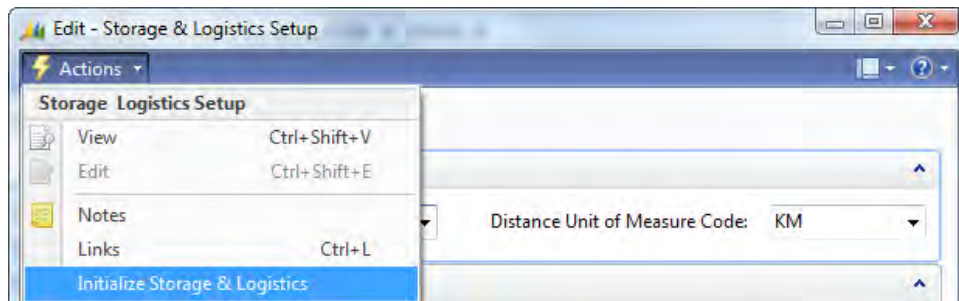 Edit - Storage & Logistics Setup
Actions
Storage Logistics Setup
View Ctrl+Shift+V
Edit Ctrl+Shift+E
Notes
Distance Unit of Measure Code: KM
Links Ctrl+L
Initialize Storage & Logistics